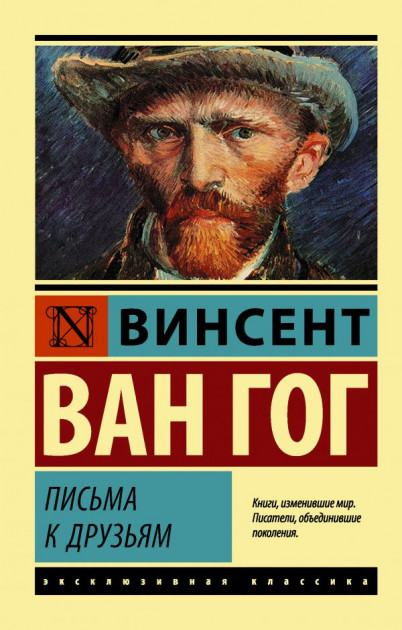 N
ВИНСЕНТ
ВАН ГОГ
ПИСЬМА
К ДРУЗЬЯМ
Книги, изменившие мир.
Писатели, объединившие
поколения.
эксклюзивная классика